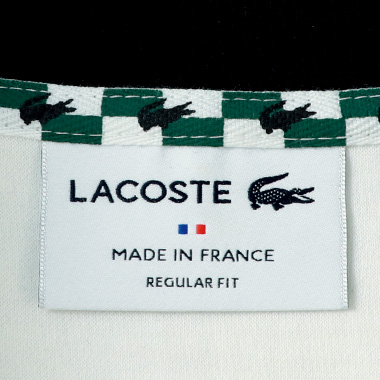 LACOSTE
MADE IN FRANCE
REGULAR FIT